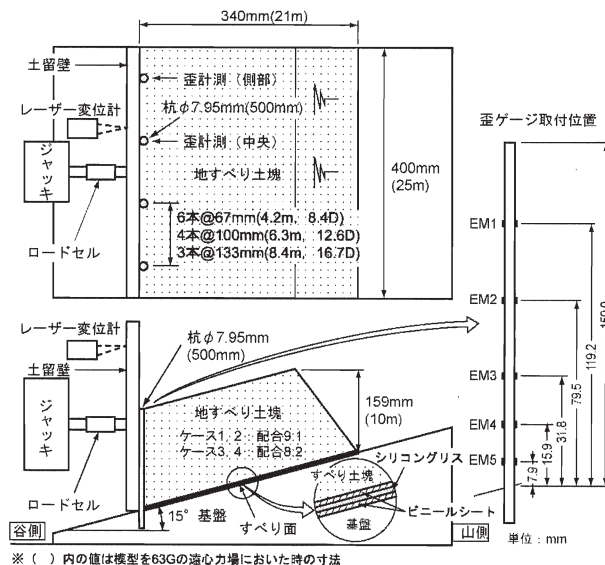 340mm(21m)
土留壁
歪計測（側部）
杭φ7.95mm(500mm)
レーザー変位計
歪計測（中央）
ジャッキ
地すべり土塊
400mm
(25m)
6本@67mm(4.2m, 8.4D)
4本@100mm(6.3m, 12.6D)
3本@133mm(8.4m, 16.7D)
ロードセル
歪ゲージ取付位置
EM1
EM2
EM3
EM4
EM5
7.9
15.9
31.8
79.5
119.2
159.0
単位：mm
杭φ7.95mm
(500mm)
レーザー変位計
土留壁
ジャッキ
地すべり土塊
ケース1, 2：配合9:1
ケース3, 4：配合8:2
159mm
(10m)
シリコングリス
すべり土塊
ビニールシート
基盤
ロードセル
15° 基盤
すべり面
谷側
山側
※（ ）内の値は模型を63Gの遠心力場においた時の寸法